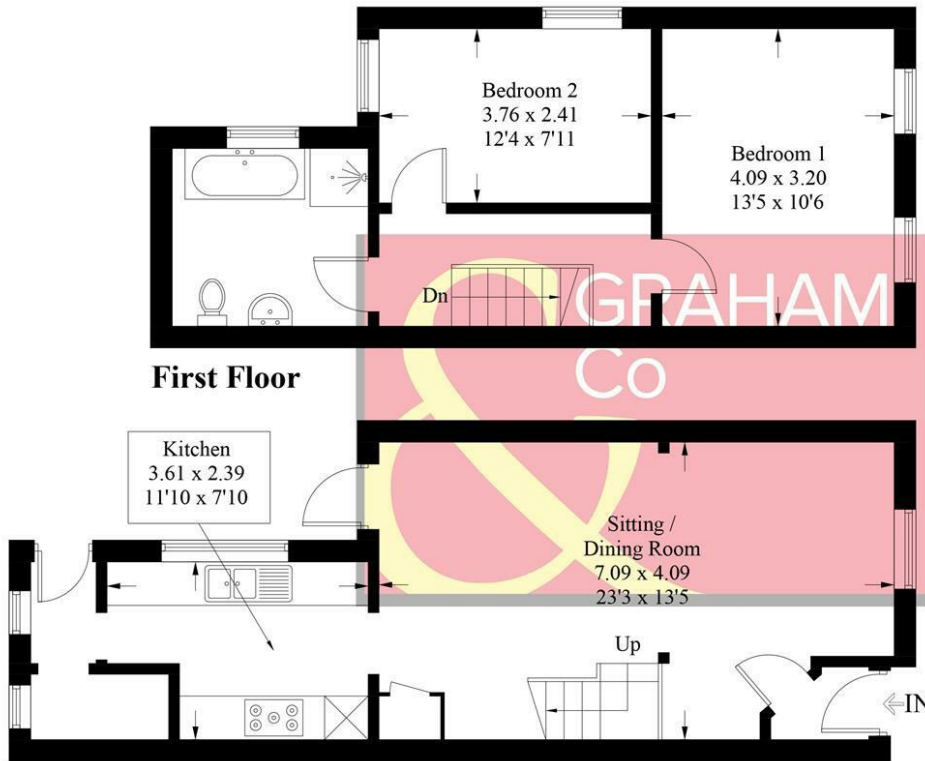 Bedroom 2
3.76 x 2.41
12'4 x 7'11
Bedroom 1
4.09 x 3.20
13'5 x 10'6
Dn
GRAHAM
&
Co
First Floor
Kitchen
3.61 x 2.39
11'10 x 7'10
Sitting /
Dining Room
7.09 x 4.09
23'3 x 13'5
Up
IN